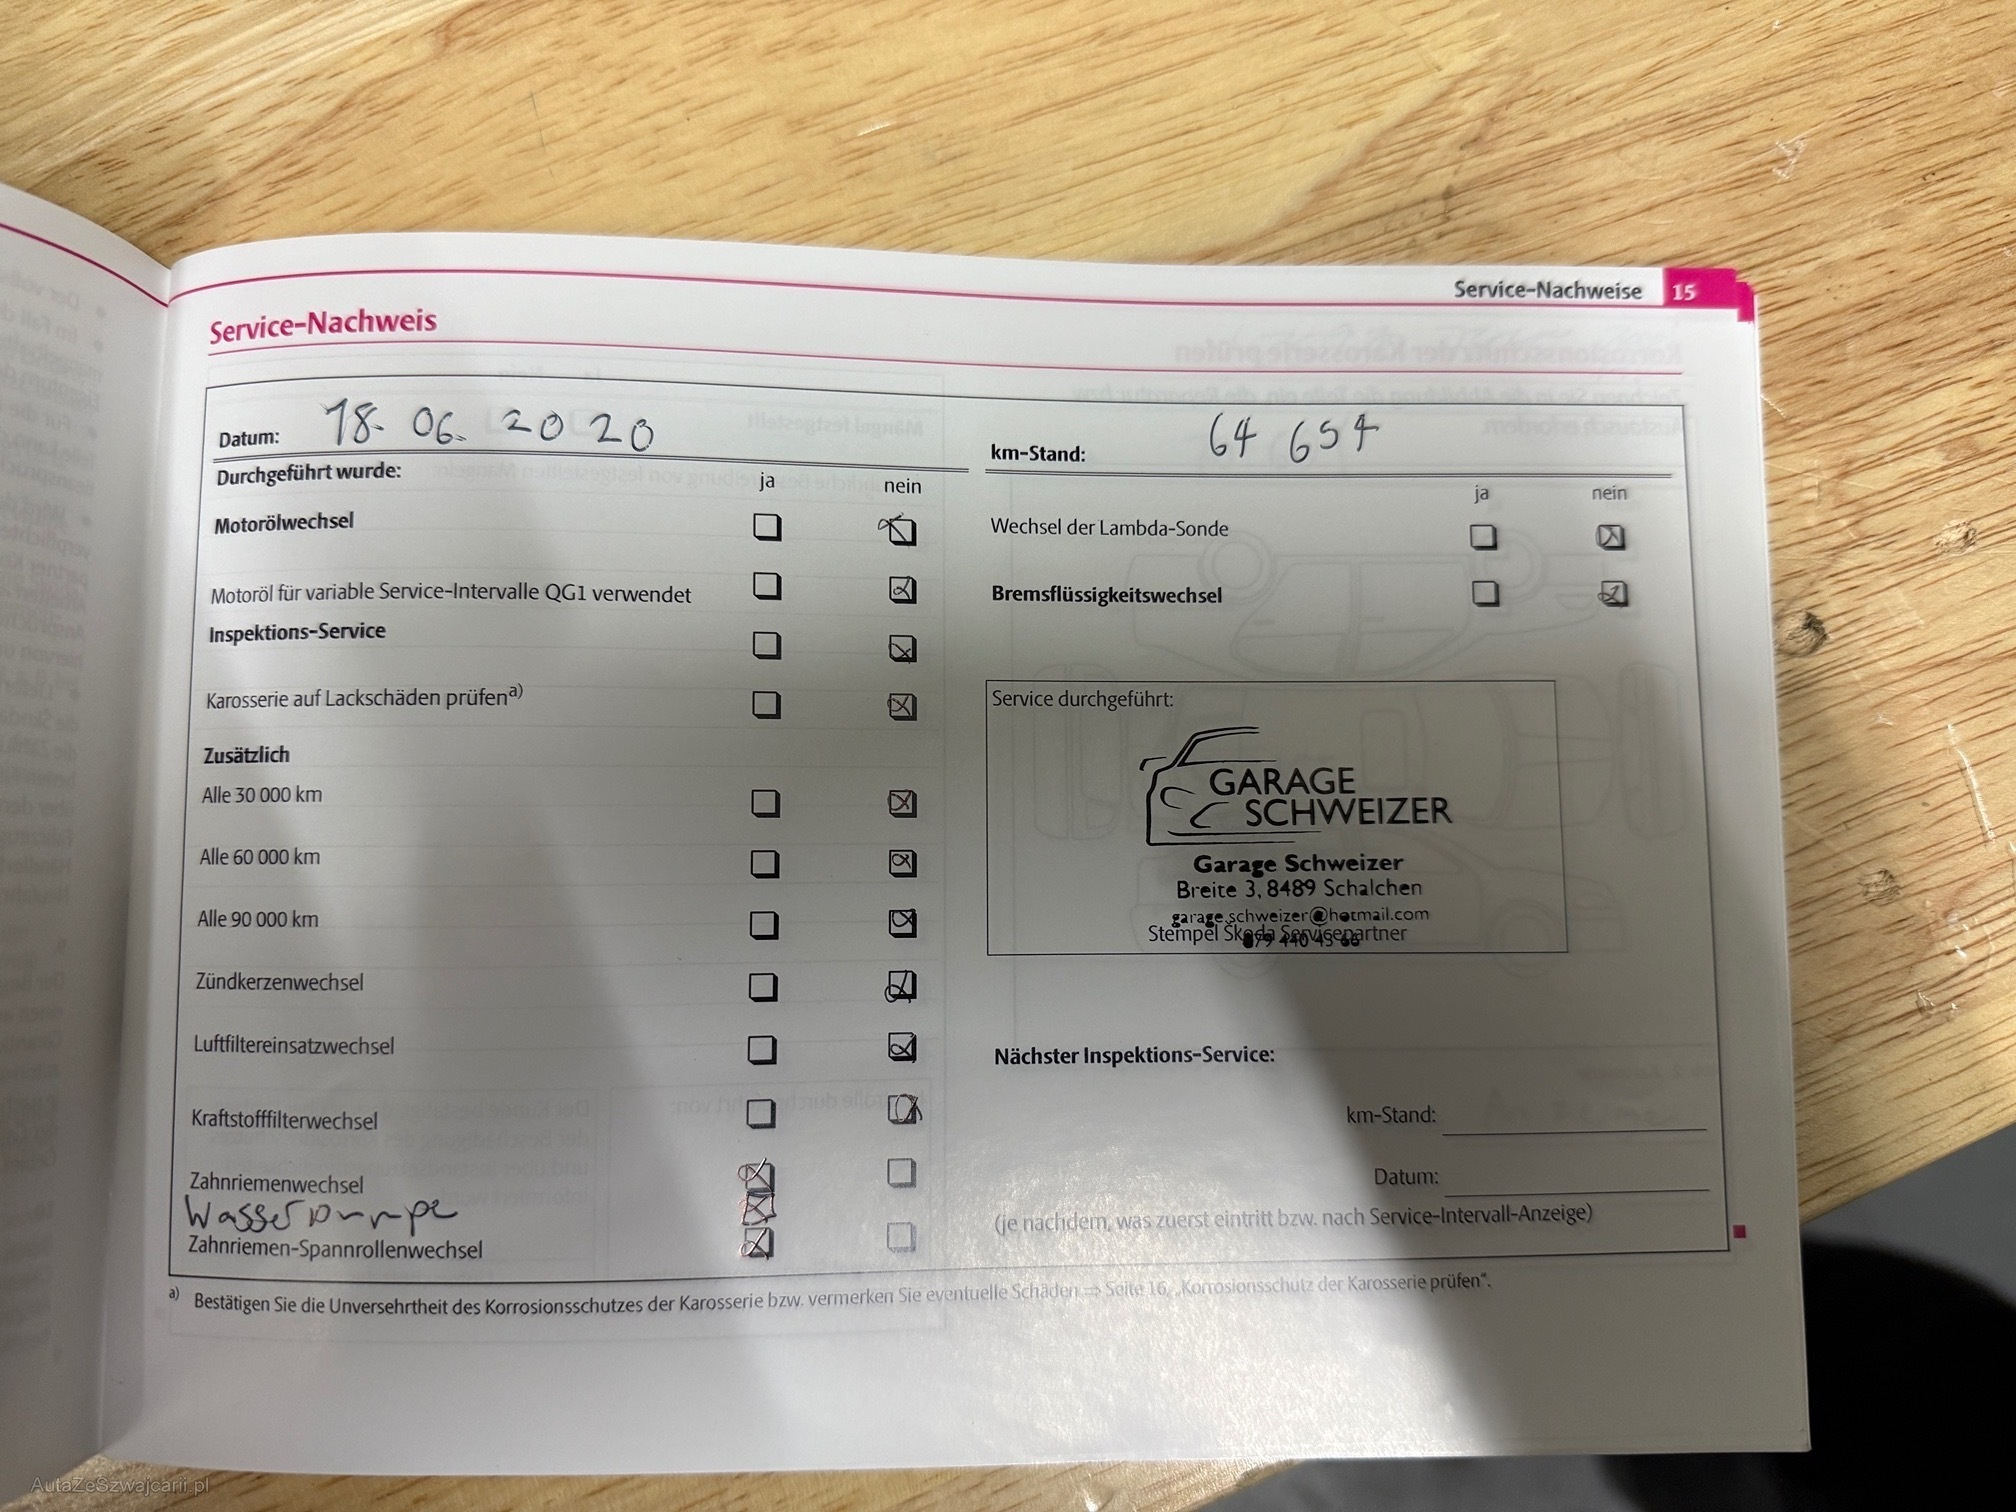 Service-Nachweise 15
Service-Nachweis
Datum: 18.06.2020
km-Stand: 64 654
Durchgeführt wurde: ja nein
Motorölwechsel
Motoröl für variable Service-Intervalle QG1 verwendet
Inspektions-Service
Karosserie auf Lackschäden prüfen a)
Zusätzlich
Alle 30 000 km
Alle 60 000 km
Alle 90 000 km
Zündkerzenwechsel
Luftfiltereinsatzwechsel
Kraftstofffilterwechsel
Zahnriemenwechsel
Wasserpumpe
Zahnriemen-Spannrollenwechsel
ja nein
Wechsel der Lambda-Sonde
Bremsflüssigkeitswechsel
Service durchgeführt:
GARAGE
SCHWEIZER
Garage Schweizer
Breite 3, 8489 Schalchen
garage.schweizer@hotmail.com
Stempel Škoda Servicepartner
Nächster Inspektions-Service:
km-Stand:
Datum:
(je nachdem, was zuerst eintritt bzw. nach Service-Intervall-Anzeige)
a) Bestätigen Sie die Unversehrtheit des Korrosionsschutzes der Karosserie bzw. vermerken Sie eventuelle Schäden ⇒ Seite 16, „Korrosionsschutz der Karosserie prüfen“.
AutaZeSzwajcarii.pl